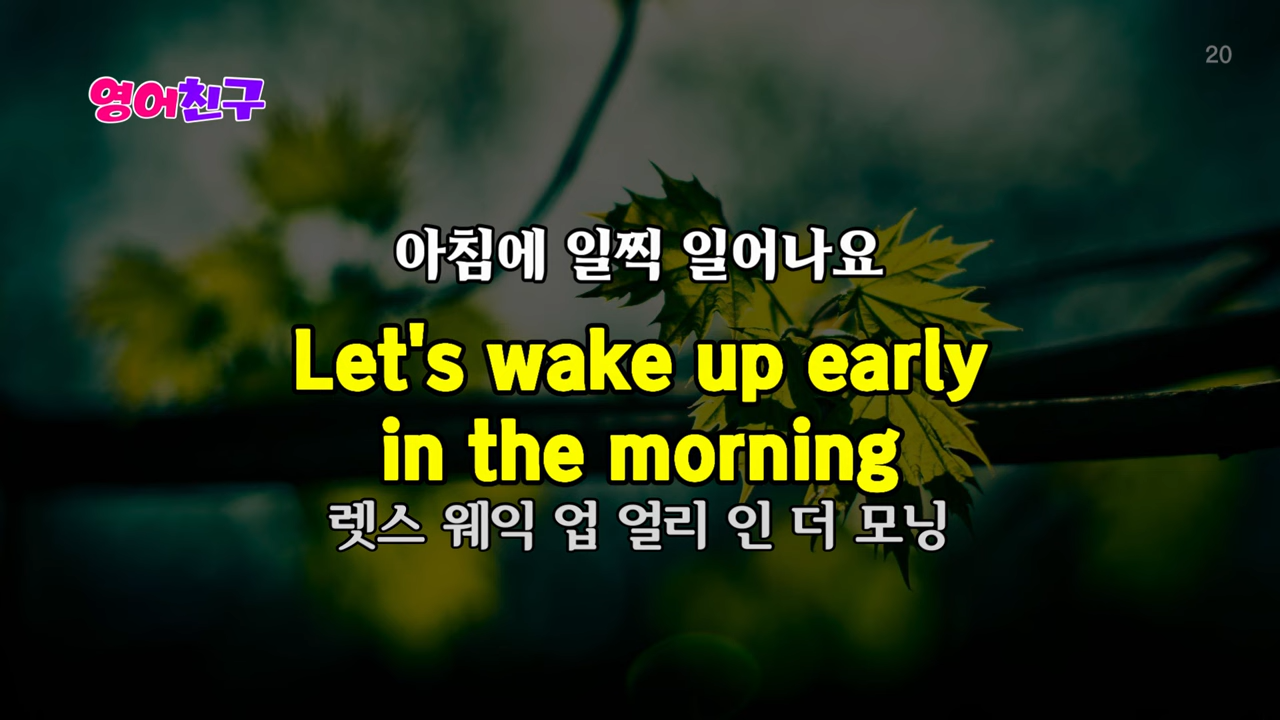 20
영어친구
아침에 일찍 일어나요
Let's wake up early
in the morning
렛스 웨익 업 얼리 인 더 모닝